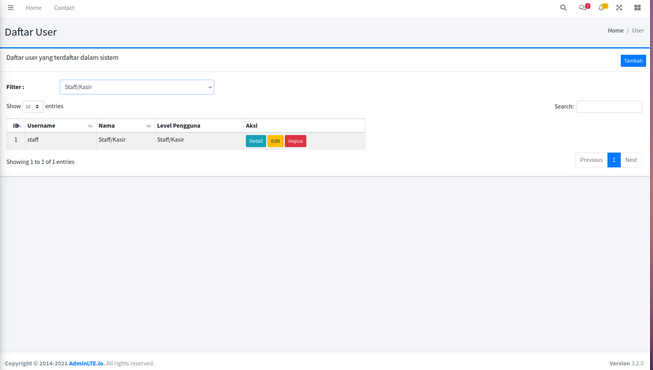 Home Contact
Daftar User
Home / User
Daftar user yang terdaftar dalam sistem
Tambah
Filter :
Staff/Kasir
Show 10 entries
Search:
Username Nama Level Pengguna Aksi
1 staff Staff/Kasir Staff/Kasir Detail Edit Hapus
Showing 1 to 1 of 1 entries
Previous 1 Next
Copyright © 2014-2021 AdminLTE.io. All rights reserved.
Version 3.2.0